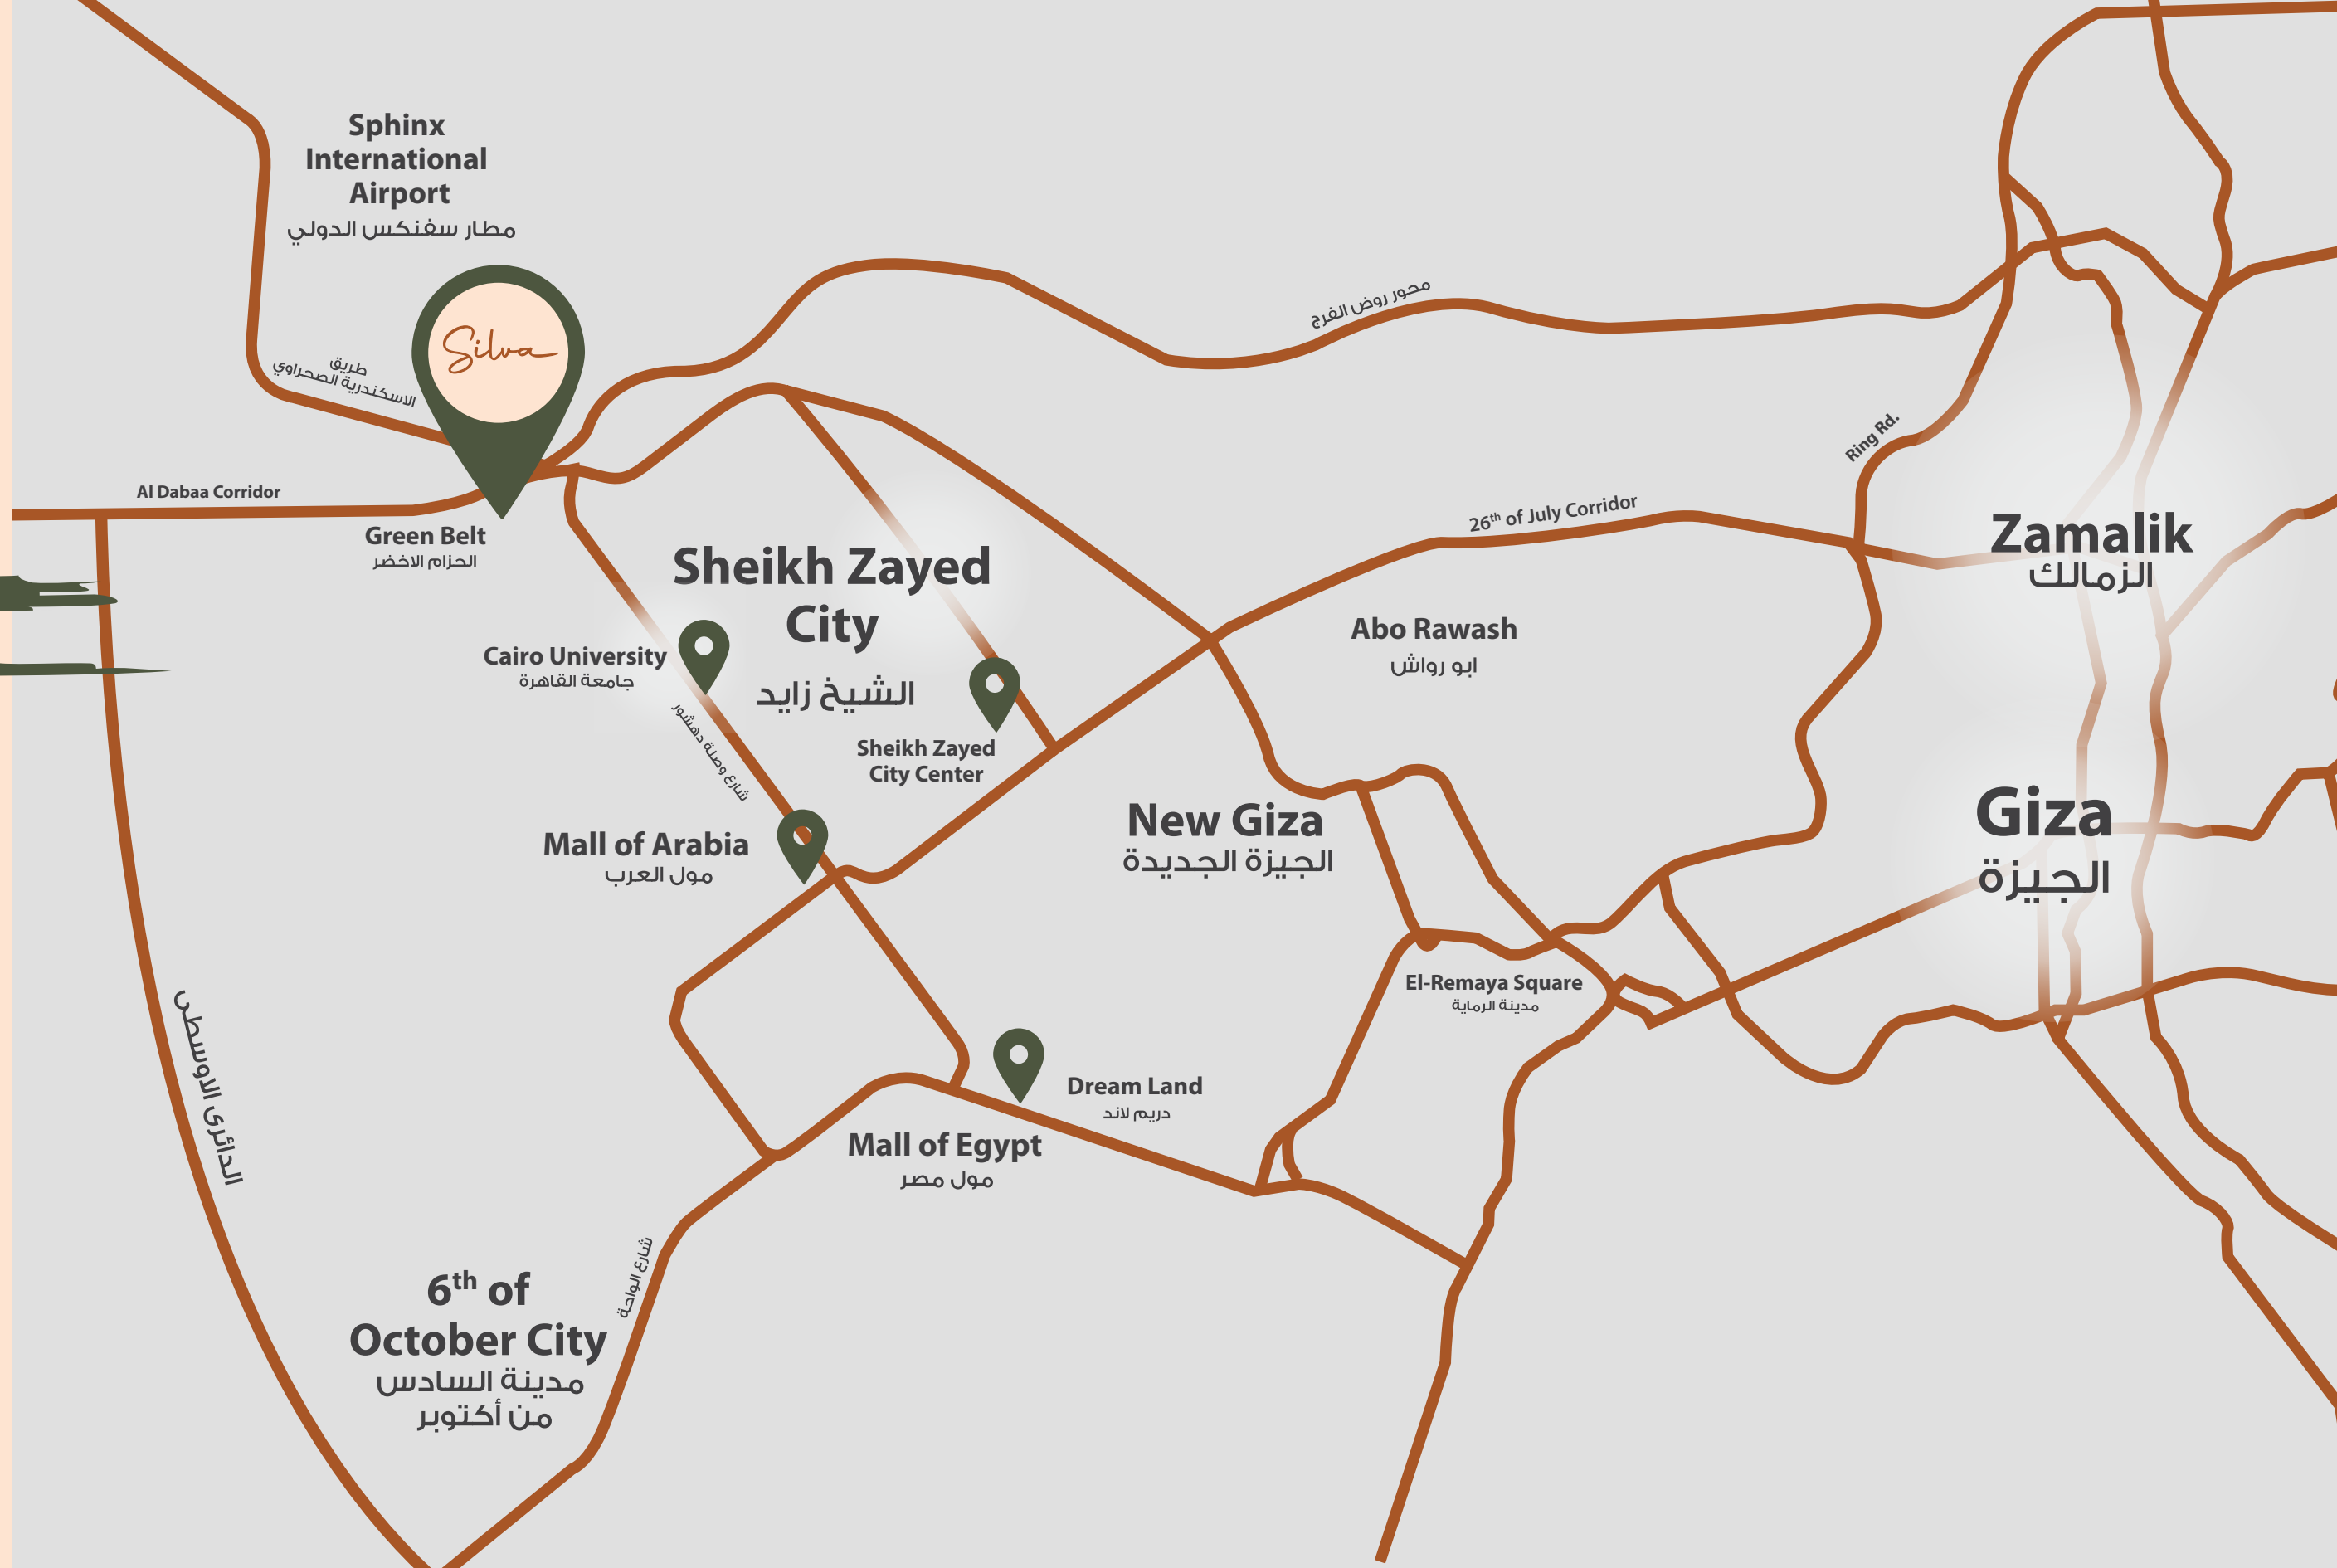 Sphinx
International
Airport
مطار سفنكس الدولي
Silva
طريق
الاسكندرية الصحراوي
محور روض الفرج
Ring Rd.
Al Dabaa Corridor
Green Belt
الحزام الاخضر
26th of July Corridor
Zamalik
الزمالك
Sheikh Zayed
City
الشيخ زايد
Cairo University
جامعة القاهرة
شارع وصلة دهشور
Abo Rawash
ابو رواش
Sheikh Zayed
City Center
Mall of Arabia
مول العرب
New Giza
الجيزة الجديدة
Giza
الجيزة
El-Remaya Square
مدينة الرماية
الدائرى الاوسطى
Dream Land
دريم لاند
Mall of Egypt
مول مصر
شارع الواحة
6th of
October City
مدينة السادس
من أكتوبر